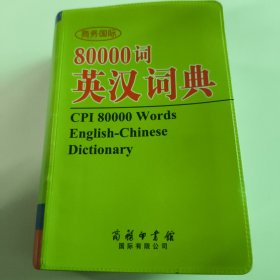 商务国际
80000词
英汉词典
CPI 80000 Words
English-Chinese
Dictionary
商务印书馆
国际有限公司